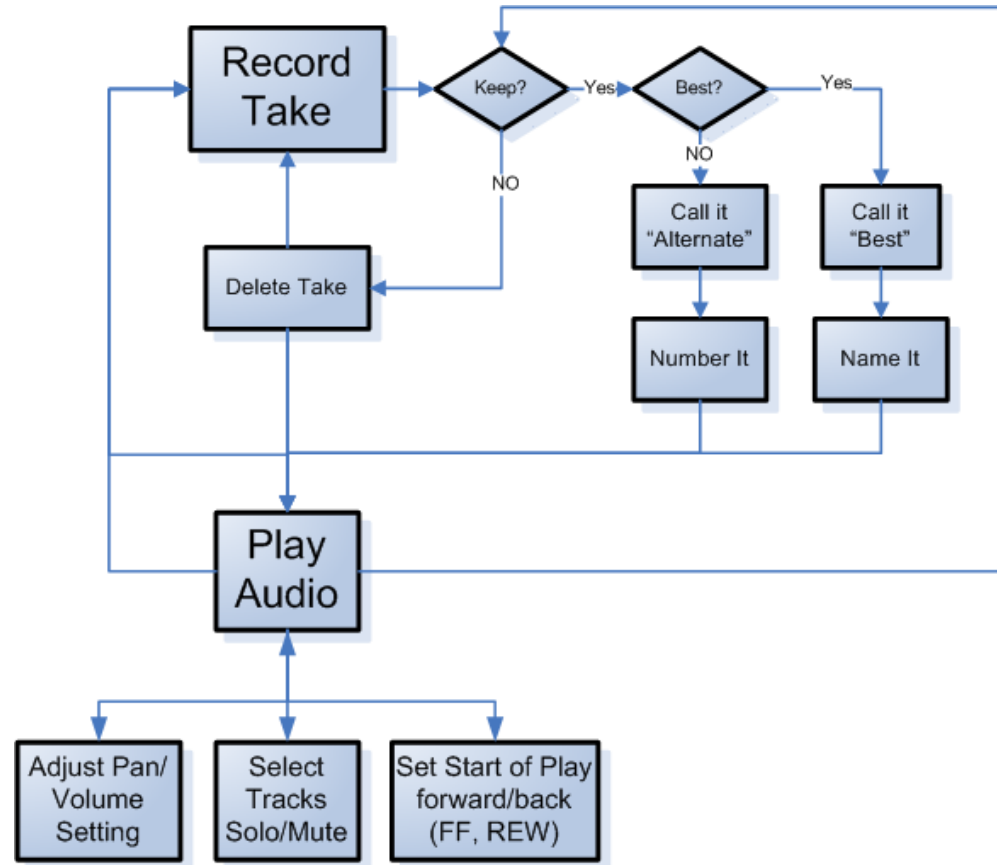 Record
Take
Keep?
Yes
Best?
Yes
NO
NO
Call it
“Alternate”
Call it
“Best”
Delete Take
Number It
Name It
Play
Audio
Adjust Pan/
Volume
Setting
Select
Tracks
Solo/Mute
Set Start of Play
forward/back
(FF, REW)